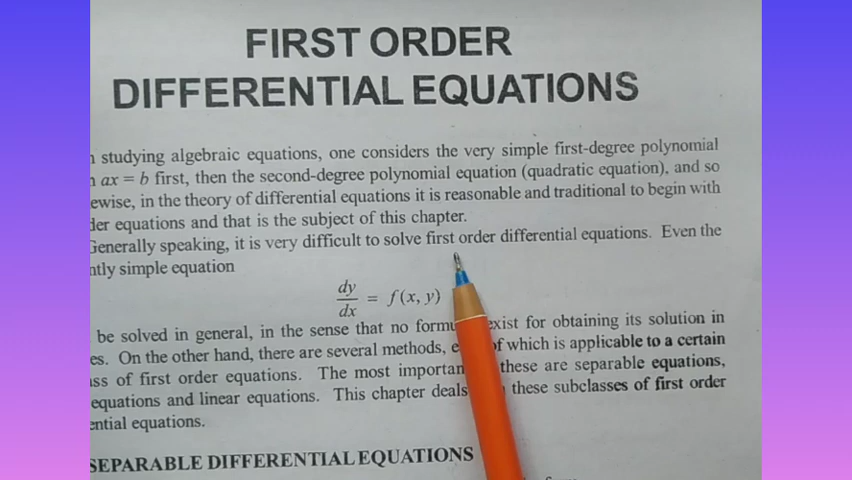 FIRST ORDER
DIFFERENTIAL EQUATIONS
studying algebraic equations, one considers the very simple first-degree polynomial
ax = b first, then the second-degree polynomial equation (quadratic equation), and so
ewise, in the theory of differential equations it is reasonable and traditional to begin with
der equations and that is the subject of this chapter.
Generally speaking, it is very difficult to solve first order differential equations. Even the
ntly simple equation
dy/dx = f(x, y)
be solved in general, in the sense that no formu exist for obtaining its solution in
es. On the other hand, there are several methods, e of which is applicable to a certain
ss of first order equations. The most importan these are separable equations,
equations and linear equations. This chapter deals these subclasses of first order
ential equations.
SEPARABLE DIFFERENTIAL EQUATIONS